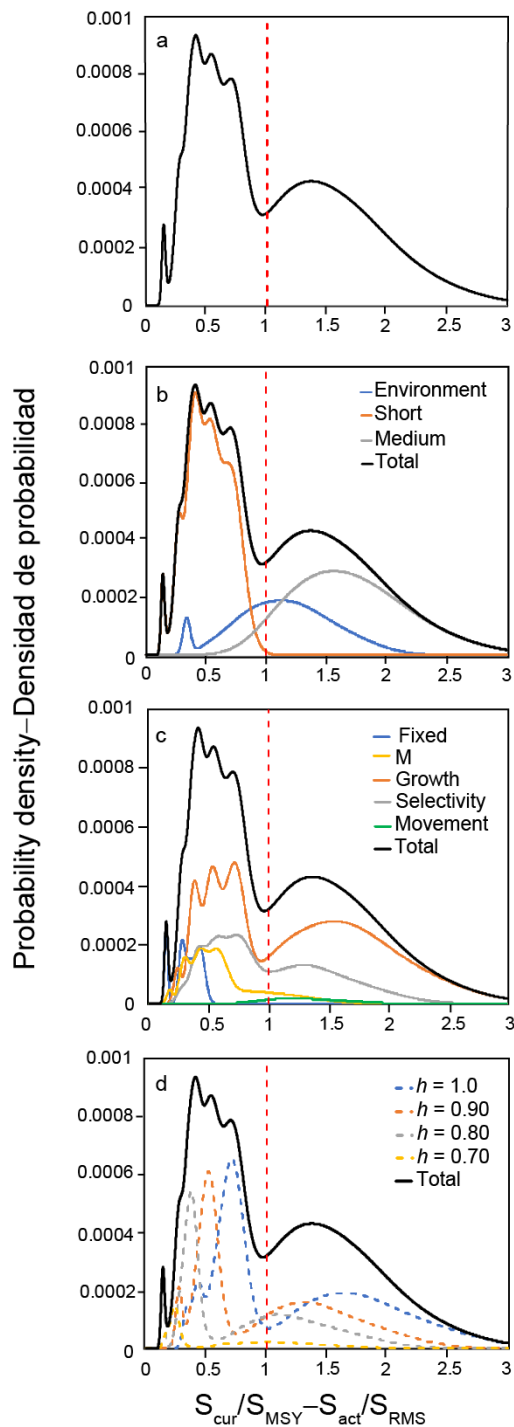 Probability density–Densidad de probabilidad
a
0.001
0.0008
0.0006
0.0004
0.0002
0
0 0.5 1 1.5 2 2.5 3
b
0.001
0.0008
0.0006
0.0004
0.0002
0
Environment
Short
Medium
Total
0 0.5 1 1.5 2 2.5 3
c
0.001
0.0008
0.0006
0.0004
0.0002
0
Fixed
M
Growth
Selectivity
Movement
Total
0 0.5 1 1.5 2 2.5 3
d
0.001
0.0008
0.0006
0.0004
0.0002
0
h = 1.0
h = 0.90
h = 0.80
h = 0.70
Total
0 0.5 1 1.5 2 2.5 3
Scur/SMSY–Sact/SRMS